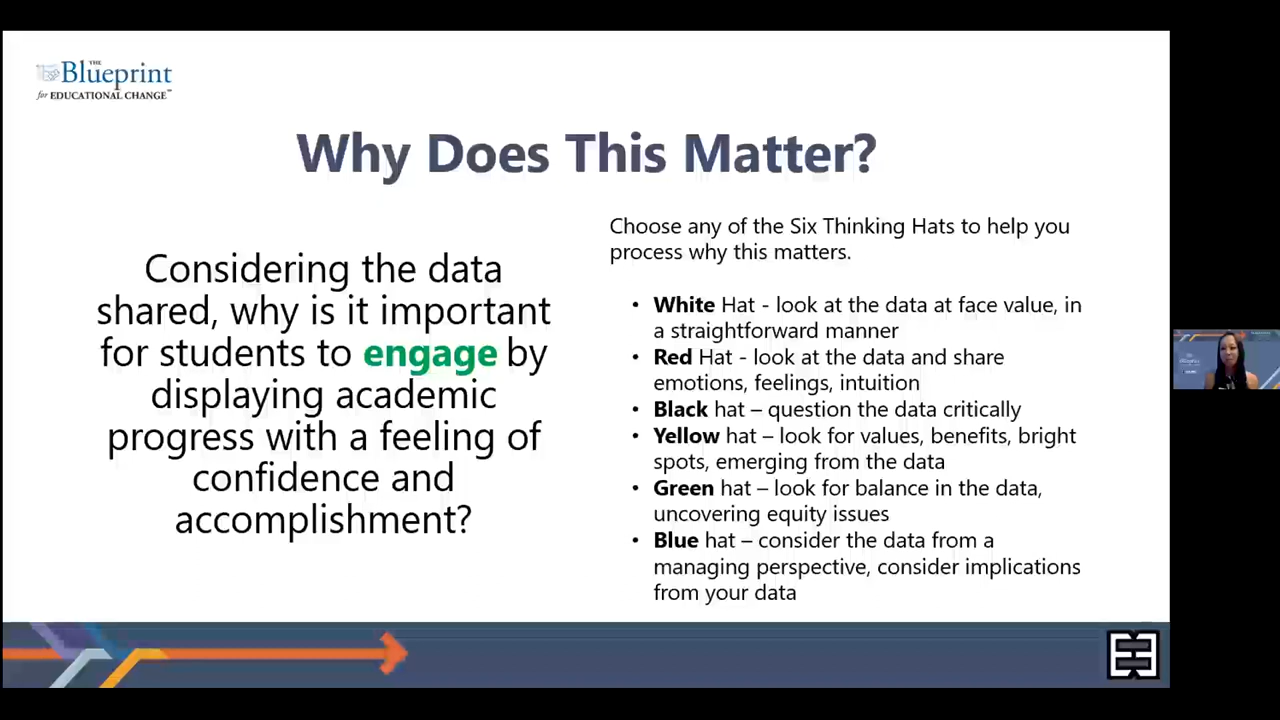 THE
Blueprint
for EDUCATIONAL CHANGE™
Why Does This Matter?
Considering the data
shared, why is it important
for students to engage by
displaying academic
progress with a feeling of
confidence and
accomplishment?
Choose any of the Six Thinking Hats to help you
process why this matters.
• White Hat - look at the data at face value, in
a straightforward manner
• Red Hat - look at the data and share
emotions, feelings, intuition
• Black hat – question the data critically
• Yellow hat – look for values, benefits, bright
spots, emerging from the data
• Green hat – look for balance in the data,
uncovering equity issues
• Blue hat – consider the data from a
managing perspective, consider implications
from your data